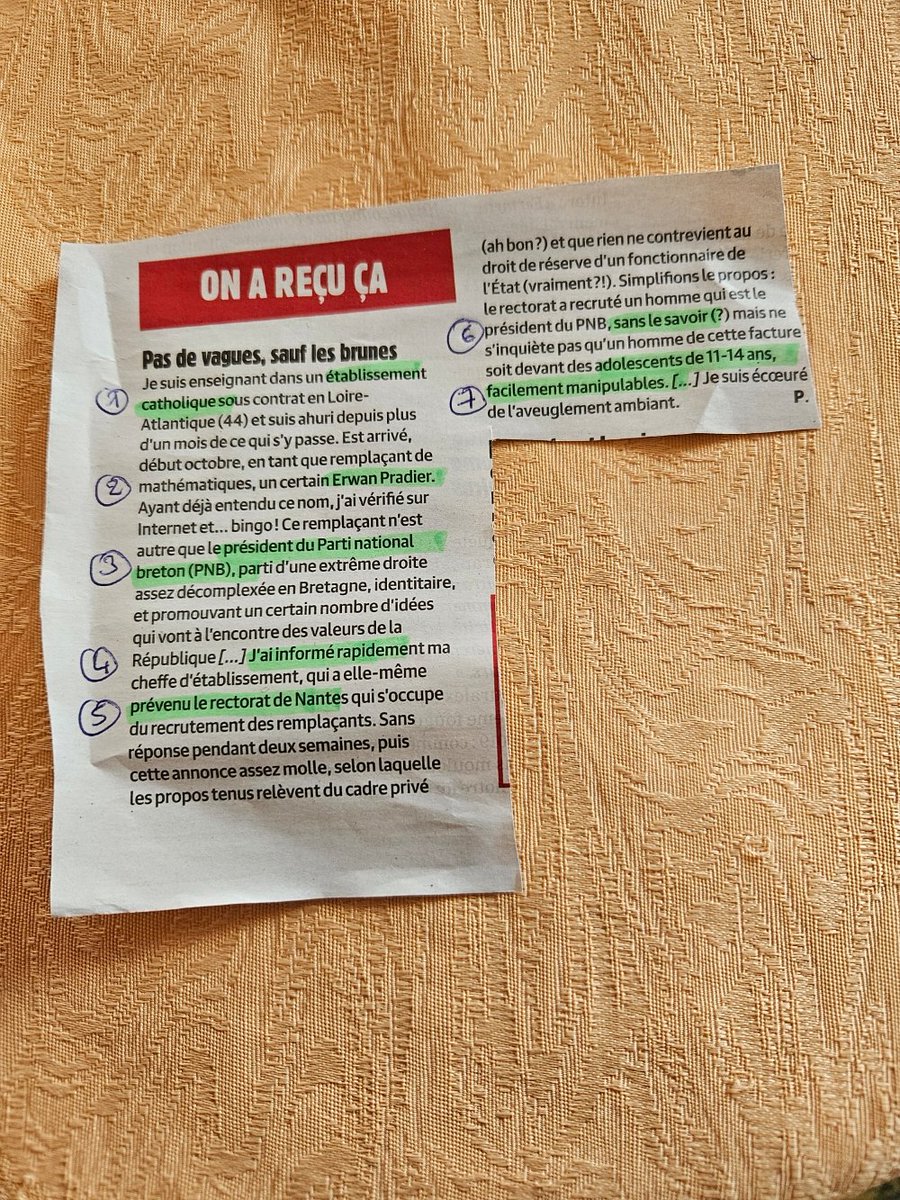 ON A REÇU ÇA
Pas de vagues, sauf les brunes
Je suis enseignant dans un établissement
1 catholique sous contrat en Loire-
Atlantique (44) et suis ahuri depuis plus
d'un mois de ce qui s'y passe. Est arrivé,
début octobre, en tant que remplaçant de
2 mathématiques, un certain Erwan Pradier.
Ayant déjà entendu ce nom, j'ai vérifié sur
Internet et... bingo ! Ce remplaçant n'est
autre que le président du Parti national
3 breton (PNB), parti d'une extrême droite
assez décomplexée en Bretagne, identitaire,
et promouvant un certain nombre d'idées
qui vont à l'encontre des valeurs de la
4 République [...] J'ai informé rapidement ma
cheffe d'établissement, qui a elle-même
5 prévenu le rectorat de Nantes qui s'occupe
du recrutement des remplaçants. Sans
réponse pendant deux semaines, puis
cette annonce assez molle, selon laquelle
les propos tenus relèvent du cadre privé
(ah bon ?) et que rien ne contrevient au
droit de réserve d'un fonctionnaire de
l'État (vraiment ?!). Simplifions le propos :
le rectorat a recruté un homme qui est le
6 président du PNB, sans le savoir (?) mais ne
s'inquiète pas qu'un homme de cette facture
soit devant des adolescents de 11-14 ans,
7 facilement manipulables. [...] Je suis écœuré
de l'aveuglement ambiant. P.